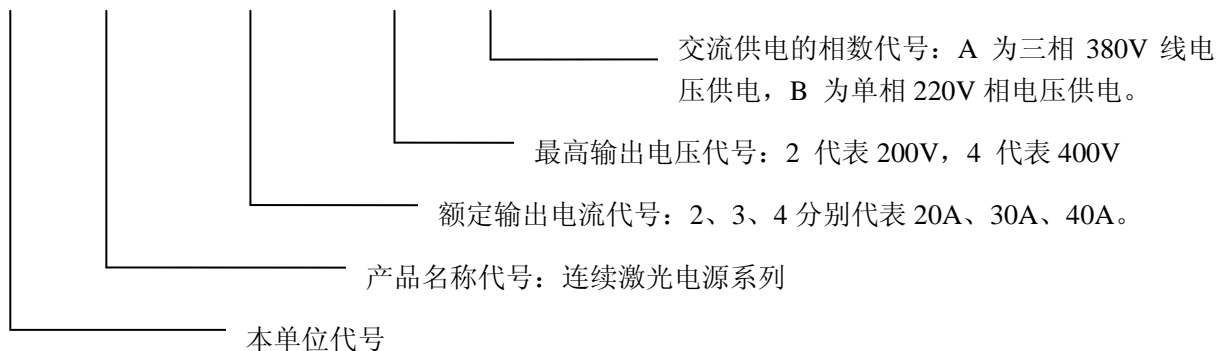 交流供电的相数代号：A 为三相 380V 线电
压供电，B 为单相 220V 相电压供电。
最高输出电压代号：2 代表 200V，4 代表 400V
额定输出电流代号：2、3、4 分别代表 20A、30A、40A。
产品名称代号：连续激光电源系列
本单位代号